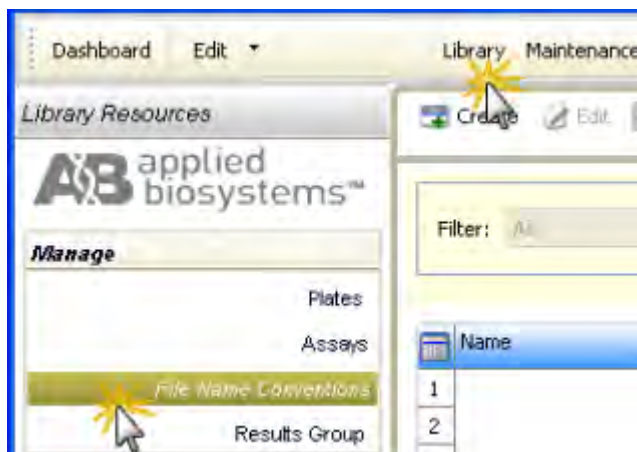 Dashboard Edit Library Maintenance
Library Resources
Create Edit
AB applied
biosystems™
Filter: All
Manage
Plates
Assays
Name
File Name Conventions
1
Results Group
2